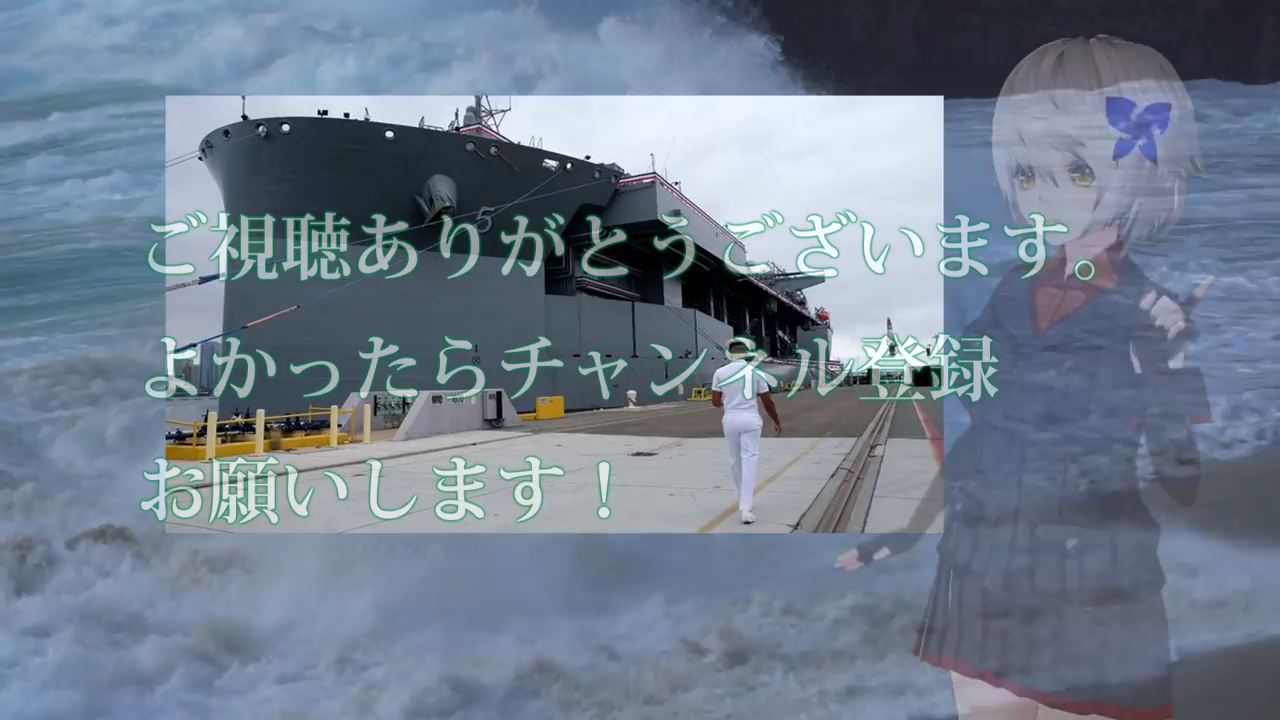 ご視聴ありがとうございます。
よかったらチャンネル登録
お願いします！
5